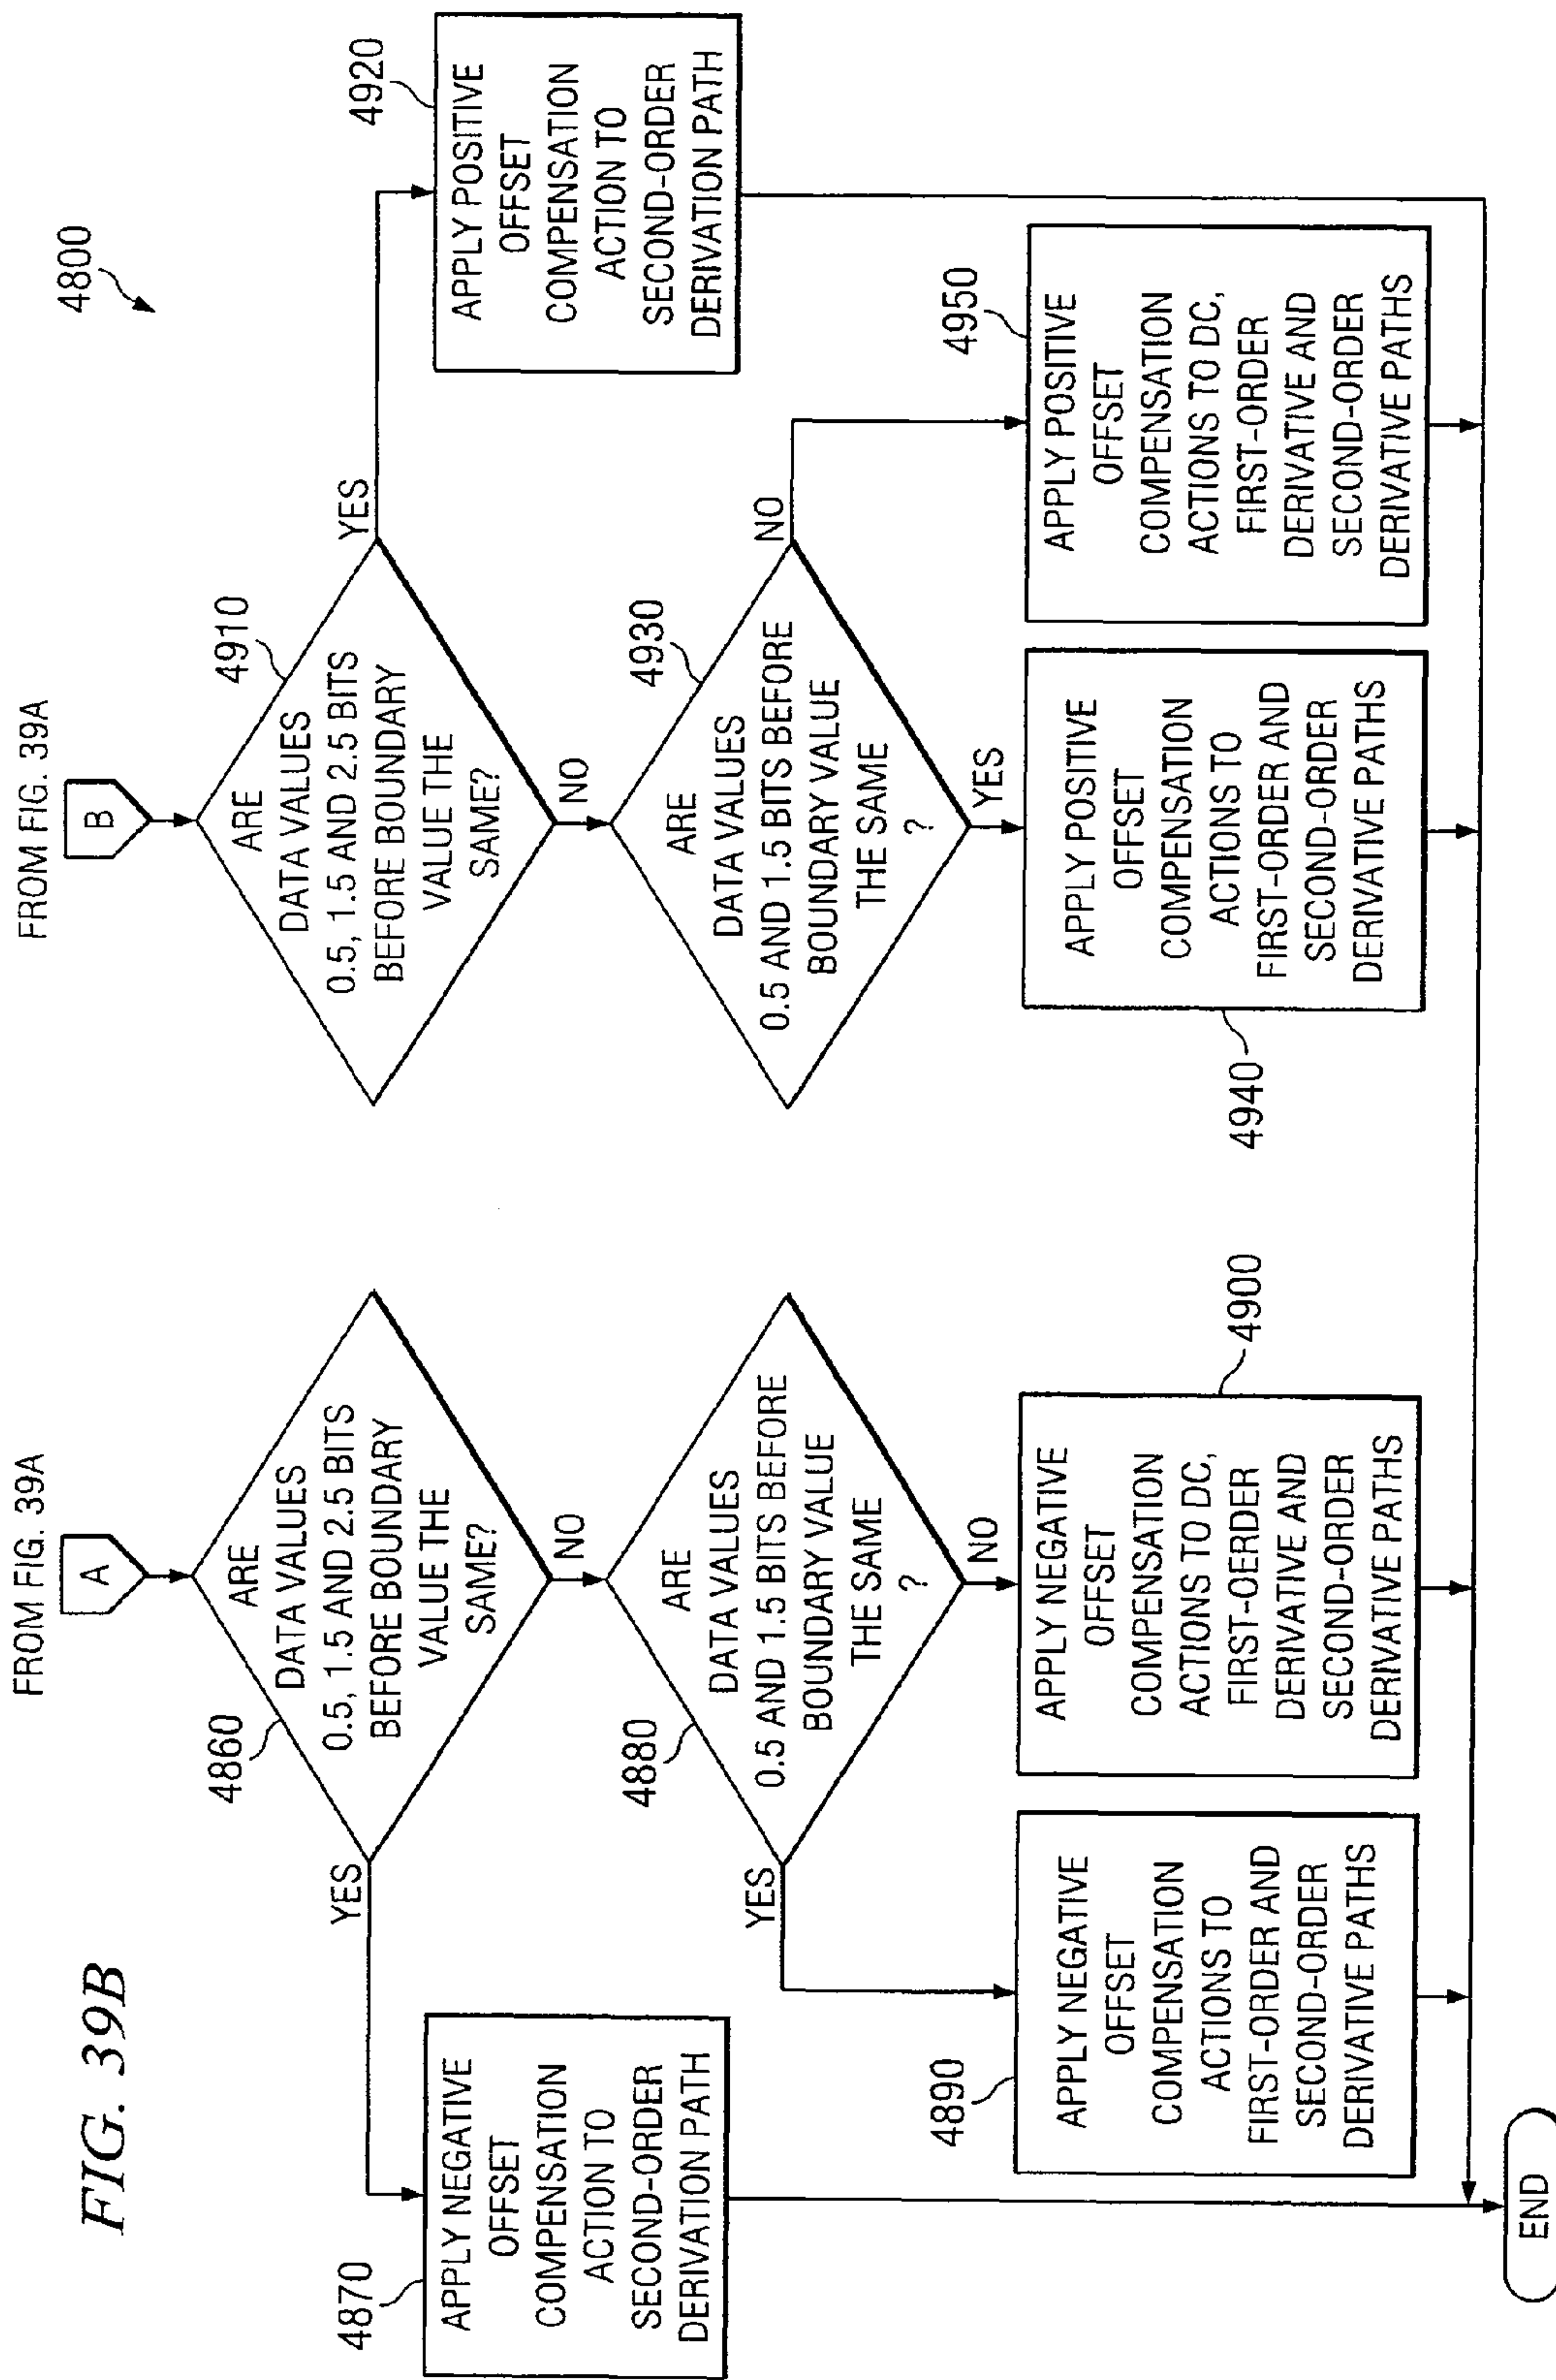 FIG. 39B
FROM FIG. 39A
A
4860
ARE
DATA VALUES
0.5, 1.5 AND 2.5 BITS
BEFORE BOUNDARY
VALUE THE
SAME?
YES
NO
4870
APPLY NEGATIVE
OFFSET
COMPENSATION
ACTION TO
SECOND-ORDER
DERIVATION PATH
4880
ARE
DATA VALUES
0.5 AND 1.5 BITS BEFORE
BOUNDARY VALUE
THE SAME
?
YES
NO
4890
APPLY NEGATIVE
OFFSET
COMPENSATION
ACTIONS TO
FIRST-ORDER AND
SECOND-ORDER
DERIVATIVE PATHS
4900
APPLY NEGATIVE
OFFSET
COMPENSATION
ACTIONS TO DC,
FIRST-OERDER
DERIVATIVE AND
SECOND-ORDER
DERIVATIVE PATHS
END
FROM FIG. 39A
B
4800
4910
ARE
DATA VALUES
0.5, 1.5 AND 2.5 BITS
BEFORE BOUNDARY
VALUE THE
SAME?
YES
NO
4920
APPLY POSITIVE
OFFSET
COMPENSATION
ACTION TO
SECOND-ORDER
DERIVATION PATH
4930
ARE
DATA VALUES
0.5 AND 1.5 BITS BEFORE
BOUNDARY VALUE
THE SAME
?
NO
YES
4940
APPLY POSITIVE
OFFSET
COMPENSATION
ACTIONS TO
FIRST-ORDER AND
SECOND-ORDER
DERIVATIVE PATHS
4950
APPLY POSITIVE
OFFSET
COMPENSATION
ACTIONS TO DC,
FIRST-ORDER
DERIVATIVE AND
SECOND-ORDER
DERIVATIVE PATHS